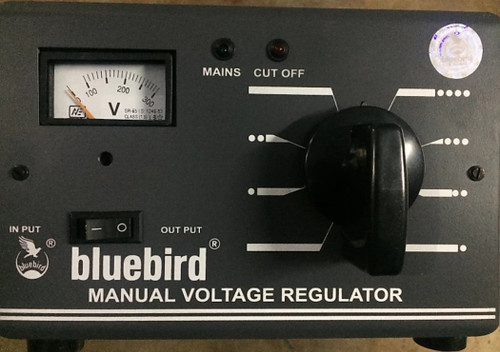 MAINS CUT OFF
100 200 300
V
IN PUT OUT PUT
bluebird ®
bluebird®
MANUAL VOLTAGE REGULATOR